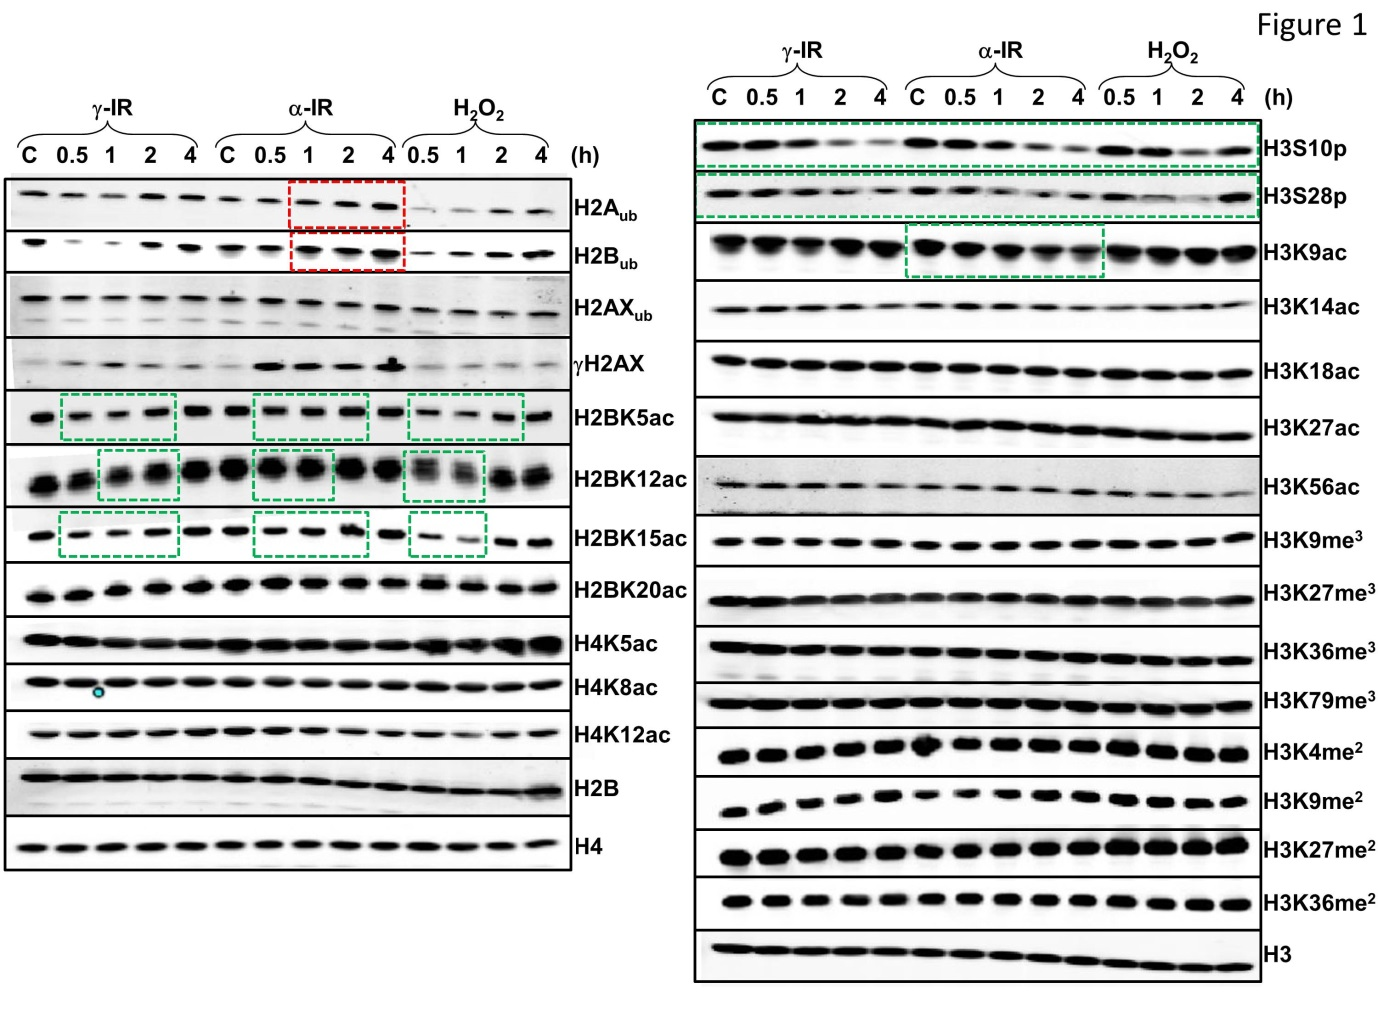 Figure 1
γ-IR α-IR H₂O₂
C 0.5 1 2 4 C 0.5 1 2 4 0.5 1 2 4 (h)
H2Aub
H2Bub
H2AXub
γH2AX
H2BK5ac
H2BK12ac
H2BK15ac
H2BK20ac
H4K5ac
H4K8ac
H4K12ac
H2B
H4
γ-IR α-IR H₂O₂
C 0.5 1 2 4 C 0.5 1 2 4 0.5 1 2 4 (h)
H3S10p
H3S28p
H3K9ac
H3K14ac
H3K18ac
H3K27ac
H3K56ac
H3K9me³
H3K27me³
H3K36me³
H3K79me³
H3K4me²
H3K9me²
H3K27me²
H3K36me²
H3